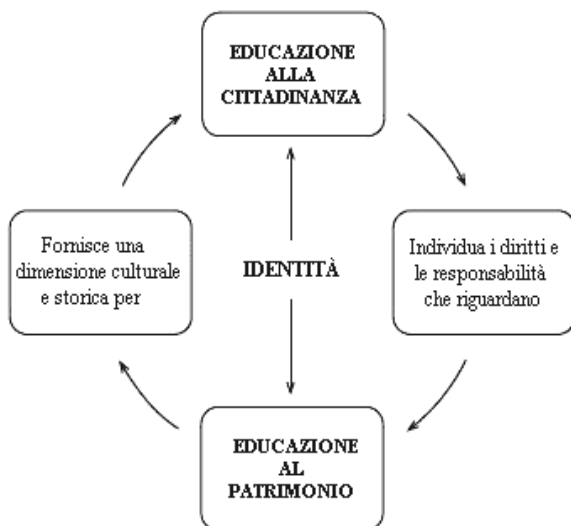 EDUCAZIONE
ALLA
CITTADINANZA
Fornisce una
dimensione culturale
e storica per
IDENTITÀ
Individua i diritti e
le responsabilità
che riguardano
EDUCAZIONE
AL
PATRIMONIO